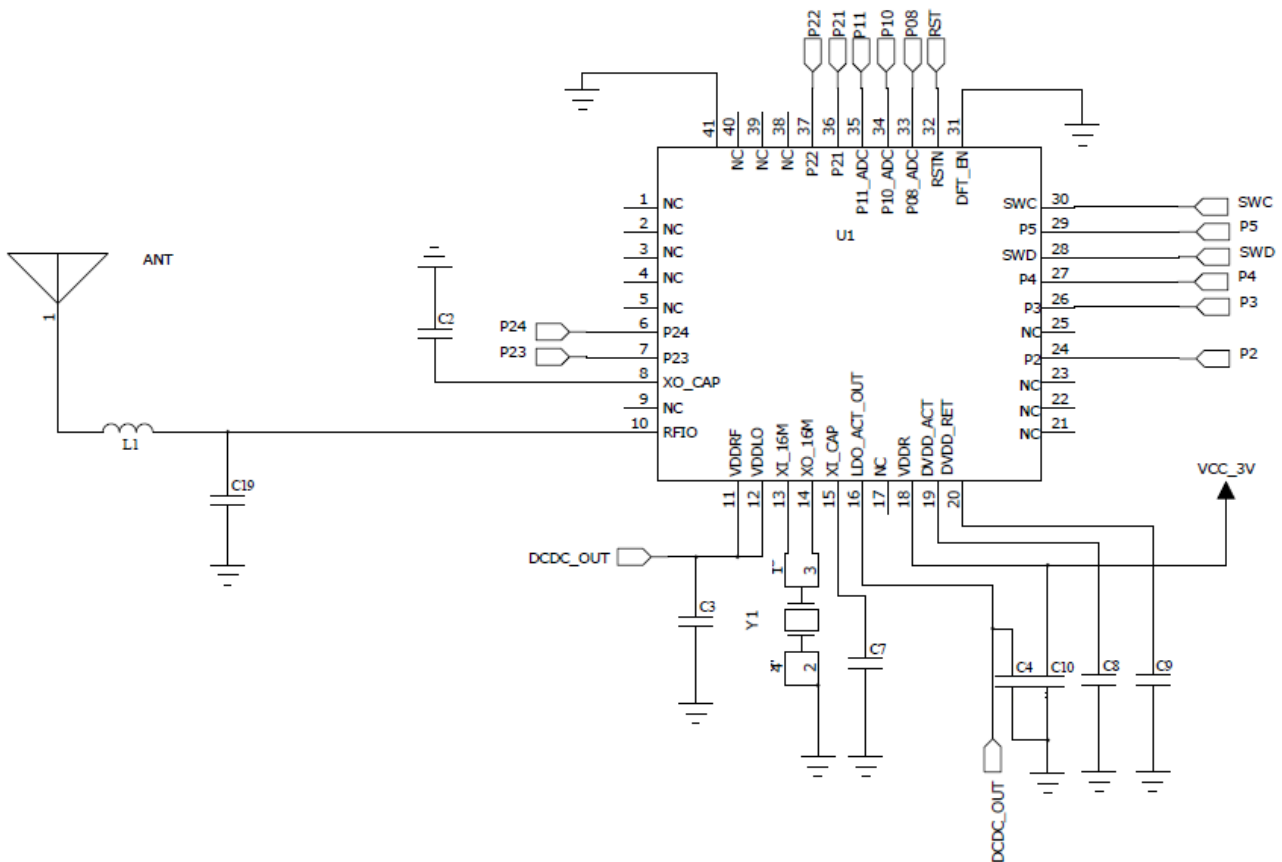 P22
P21
P11
P10
P08
RST
41
40
39
38
37
36
35
34
33
32
31
NC
NC
NC
P22
P21
P11_ADC
P10_ADC
P08_ADC
RSTN
DFT_EN
U1
1 NC
2 NC
3 NC
4 NC
5 NC
P24 6 P24
P23 7 P23
8 XO_CAP
9 NC
10 RFIO
SWC 30 SWC
P5 29 P5
SWD 28 SWD
P4 27 P4
P3 26 P3
NC 25
P2 24 P2
NC 23
NC 22
NC 21
ANT
1
C2
L1
C19
VDDRF
VDDLO
XI_16M
XO_16M
XI_CAP
LDO_ACT_OUT
NC
VDDR
DVDD_ACT
DVDD_RET
11
12
13
14
15
16
17
18
19
20
VCC_3V
DCDC_OUT
C3
1
3
Y1
4
2
C7
C4
C10
C8
C9
DCDC_OUT